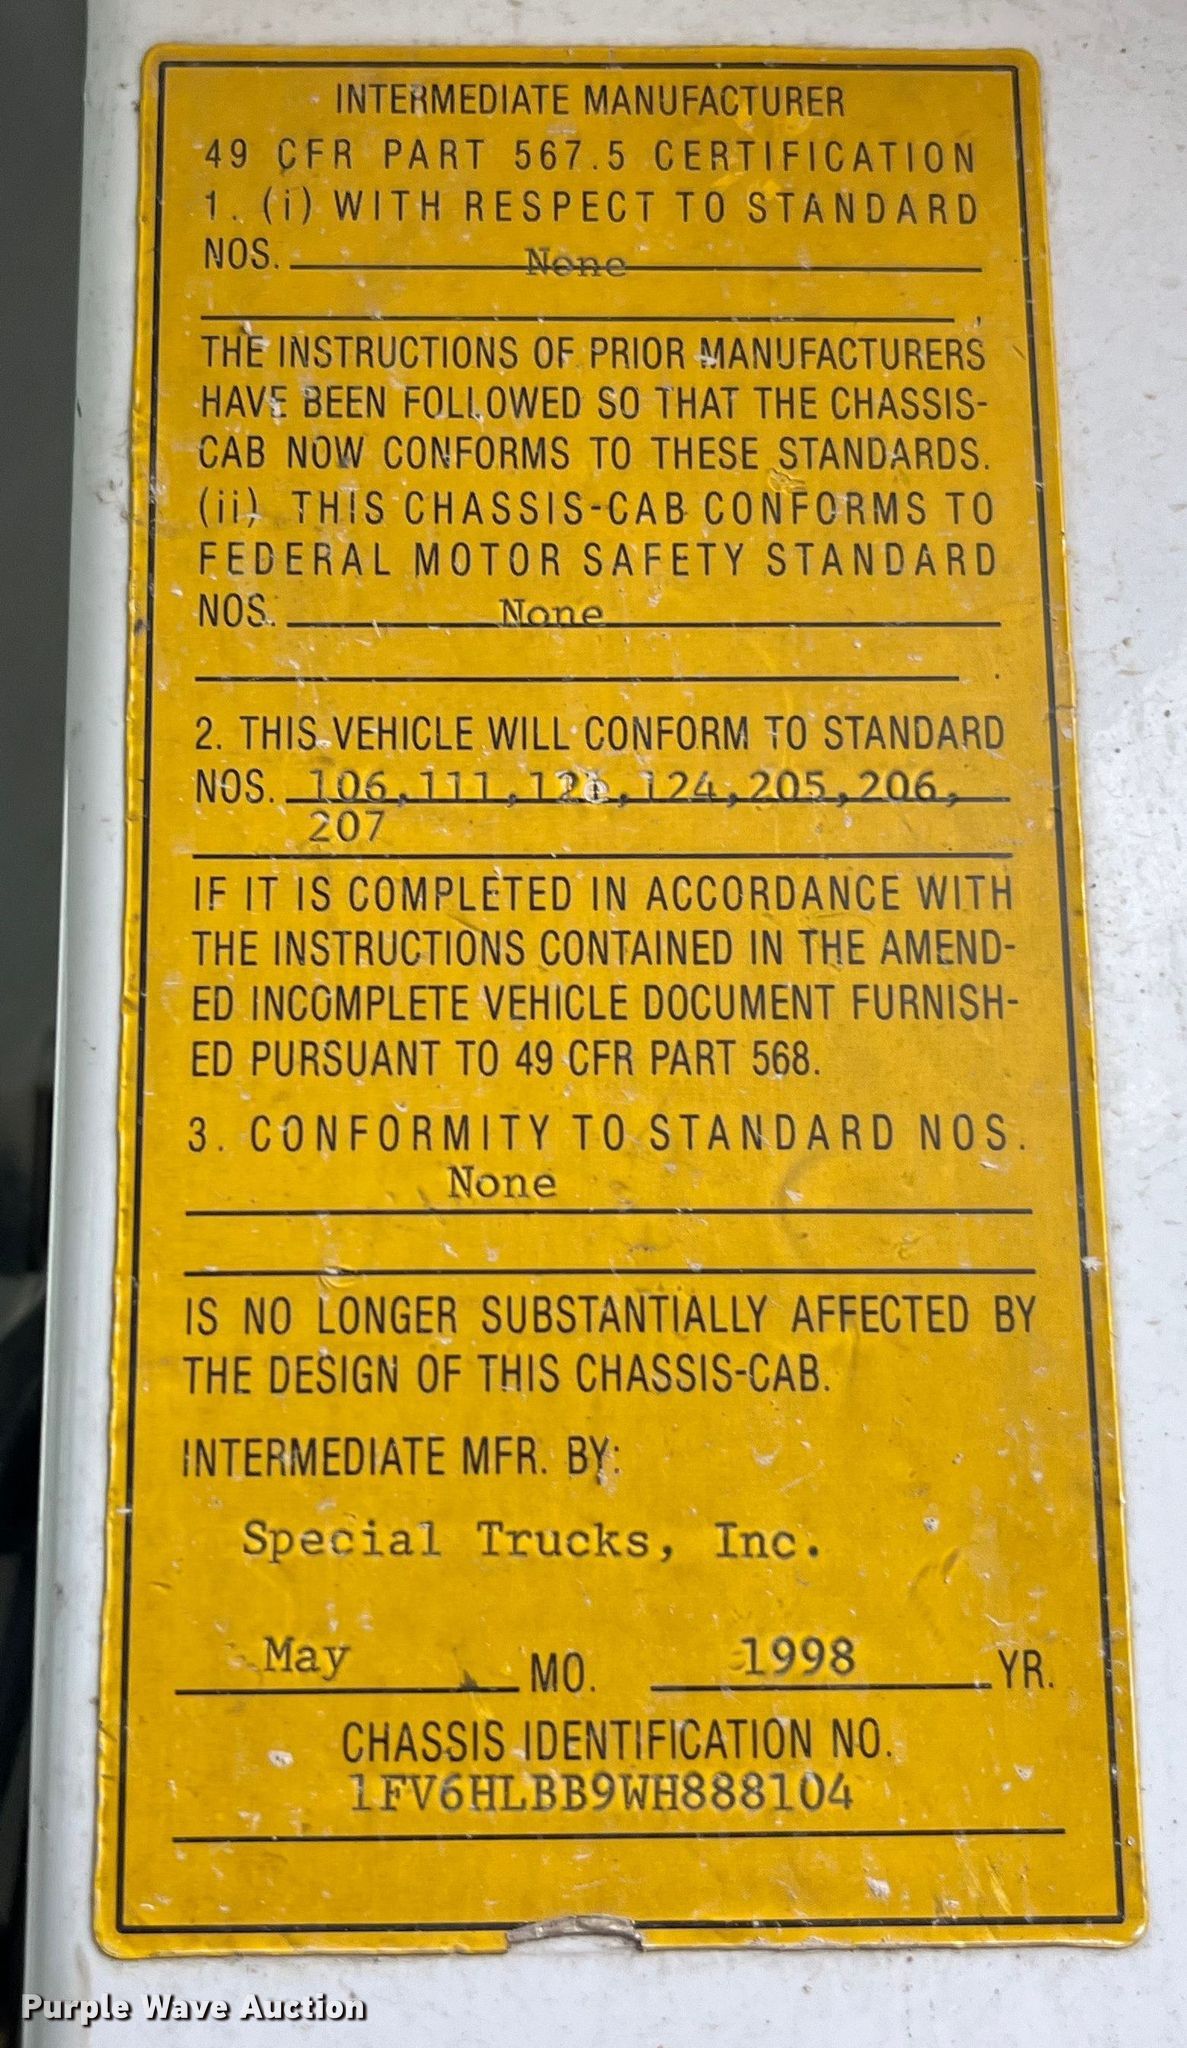 INTERMEDIATE MANUFACTURER
49 CFR PART 567.5 CERTIFICATION
1. (i) WITH RESPECT TO STANDARD
NOS. None
,
THE INSTRUCTIONS OF PRIOR MANUFACTURERS
HAVE BEEN FOLLOWED SO THAT THE CHASSIS-
CAB NOW CONFORMS TO THESE STANDARDS.
(ii) THIS CHASSIS-CAB CONFORMS TO
FEDERAL MOTOR SAFETY STANDARD
NOS. None
.
2. THIS VEHICLE WILL CONFORM TO STANDARD
NOS. 106,111, ,124,205,206,
207
IF IT IS COMPLETED IN ACCORDANCE WITH
THE INSTRUCTIONS CONTAINED IN THE AMEND-
ED INCOMPLETE VEHICLE DOCUMENT FURNISH-
ED PURSUANT TO 49 CFR PART 568.
3. CONFORMITY TO STANDARD NOS.
None
IS NO LONGER SUBSTANTIALLY AFFECTED BY
THE DESIGN OF THIS CHASSIS-CAB.
INTERMEDIATE MFR. BY:
Special Trucks, Inc.
May MO. 1998 YR.
CHASSIS IDENTIFICATION NO.
1FV6HLBB9WH888104
Purple Wave Auction